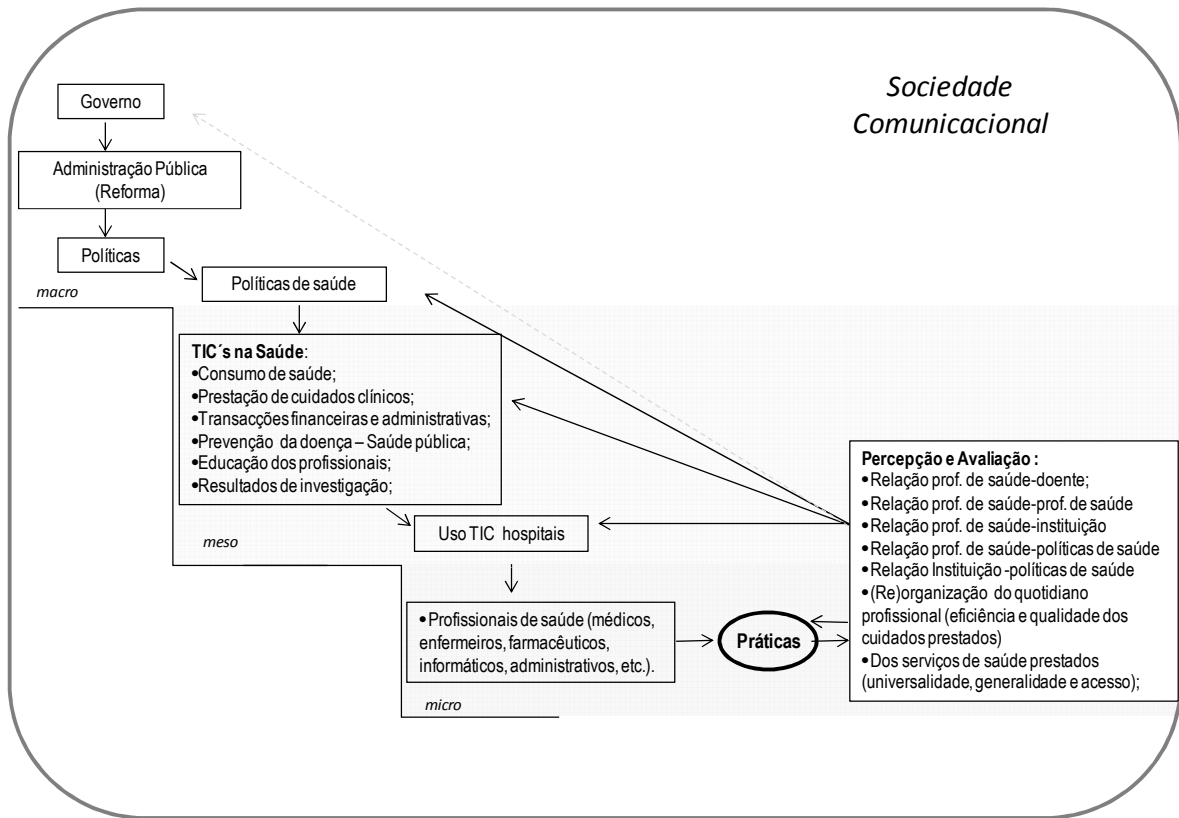 Sociedade
Comunicacional
Governo
Administração Pública
(Reforma)
Políticas
Políticas de saúde
macro
TIC´s na Saúde:
•Consumo de saúde;
•Prestação de cuidados clínicos;
•Transacções financeiras e administrativas;
•Prevenção da doença – Saúde pública;
•Educação dos profissionais;
•Resultados de investigação;
meso
Uso TIC hospitais
•Profissionais de saúde (médicos,
enfermeiros, farmacêuticos,
informáticos, administrativos, etc.).
micro
Práticas
Percepção e Avaliação :
•Relação prof. de saúde-doente;
•Relação prof. de saúde-prof. de saúde
•Relação prof. de saúde-instituição
•Relação prof. de saúde-políticas de saúde
•Relação Instituição -políticas de saúde
•(Re)organização do quotidiano
profissional (eficiência e qualidade dos
cuidados prestados)
•Dos serviços de saúde prestados
(universalidade, generalidade e acesso);